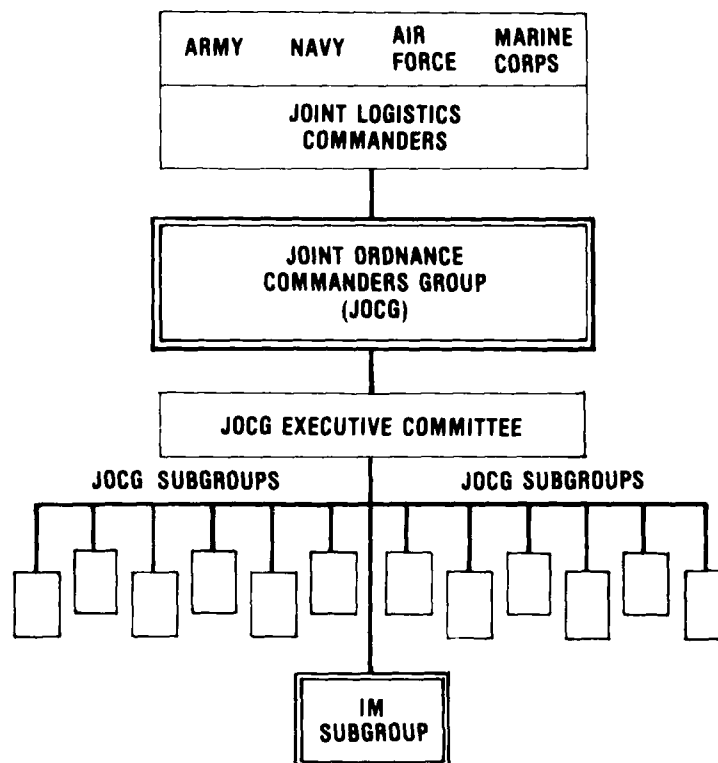 ARMY NAVY AIR FORCE MARINE CORPS
JOINT LOGISTICS
COMMANDERS
JOINT ORDNANCE
COMMANDERS GROUP
(JOCG)
JOCG EXECUTIVE COMMITTEE
JOCG SUBGROUPS JOCG SUBGROUPS
IM
SUBGROUP